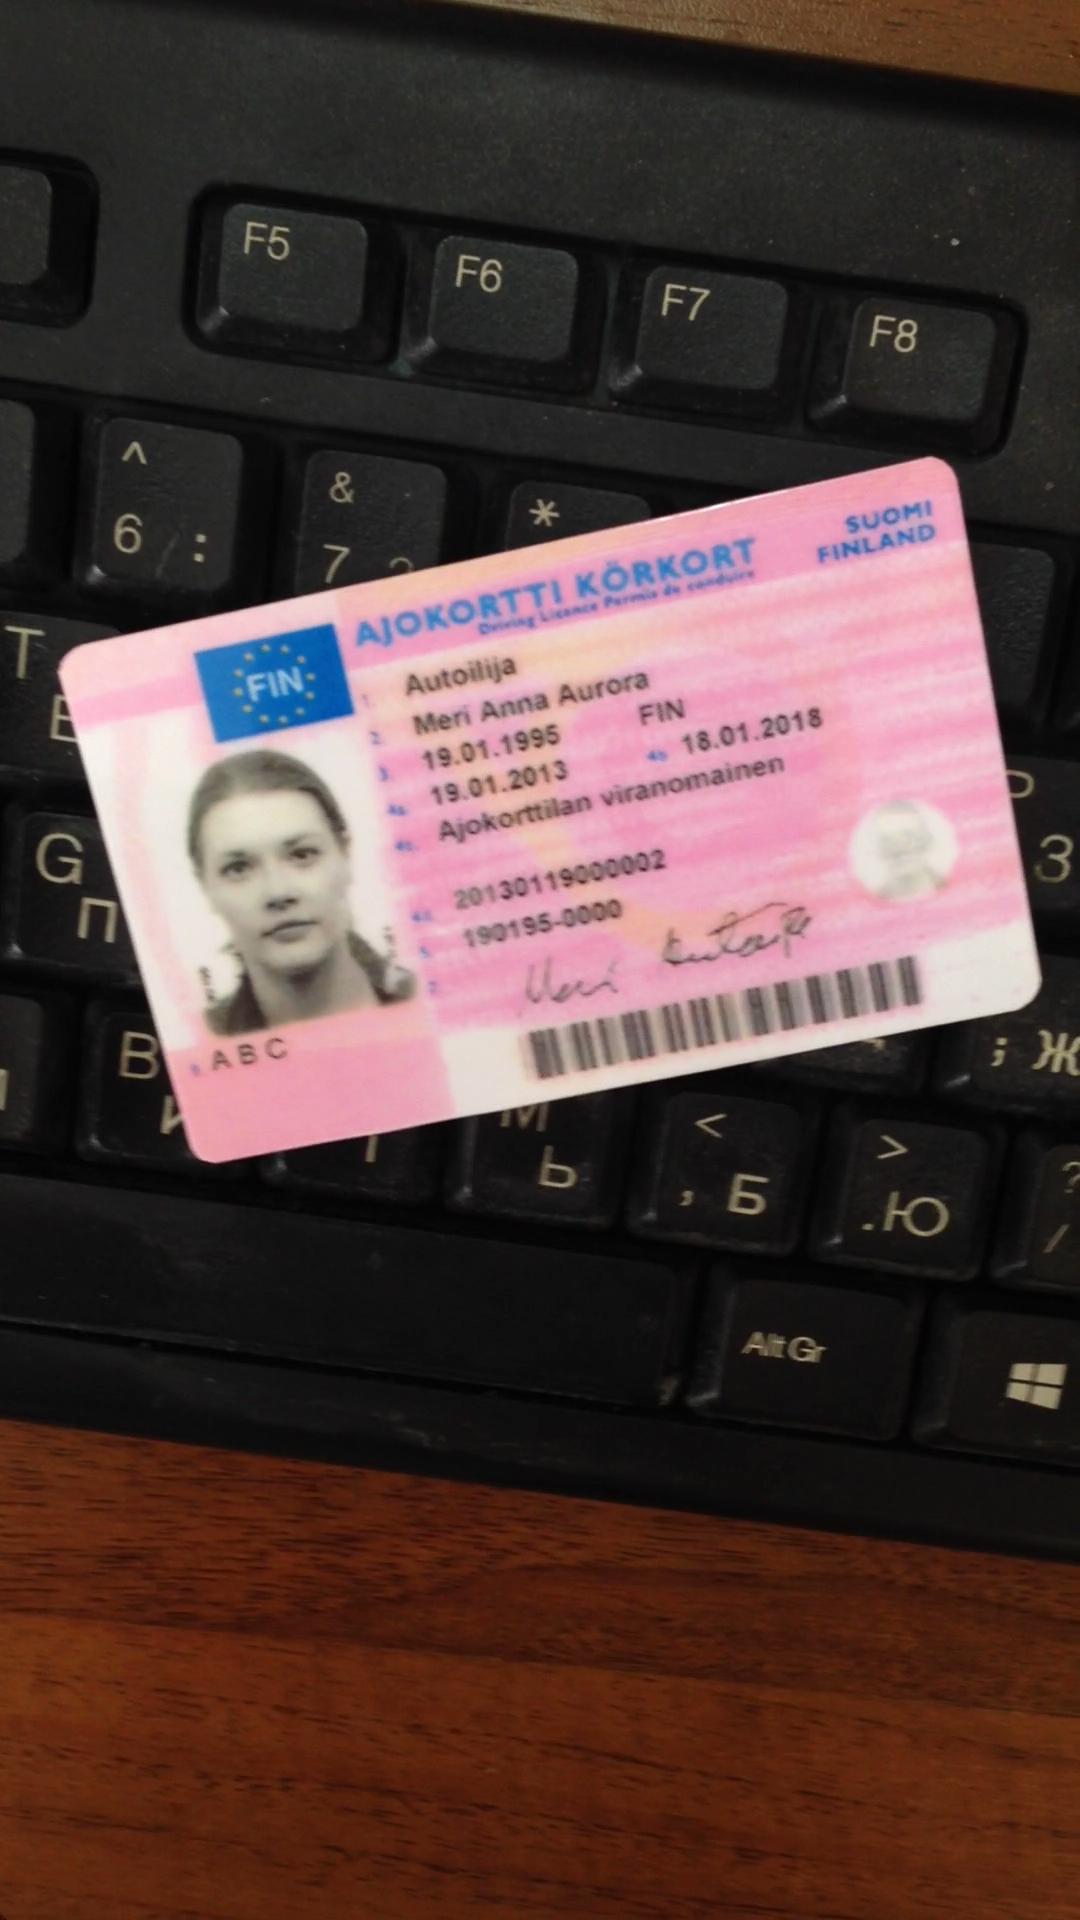 F5 F6 F7 F8
^ & *
6 : 7
T
E
G
П
З
SUOMI
FINLAND
AJOKORTTI KÖRKORT
Driving Licence Permis de conduire
FIN
1. Autoilija
2. Meri Anna Aurora
3. 19.01.1995 FIN
4a. 19.01.2013 4b. 18.01.2018
4c. Ajokorttilan viranomainen
4d. 20130119000002
5. 190195-0000
7. Meri Autoilija
9. A B C
B
И
; Ж
М
Ь
<
, Б
>
. Ю
?
/
Alt Gr